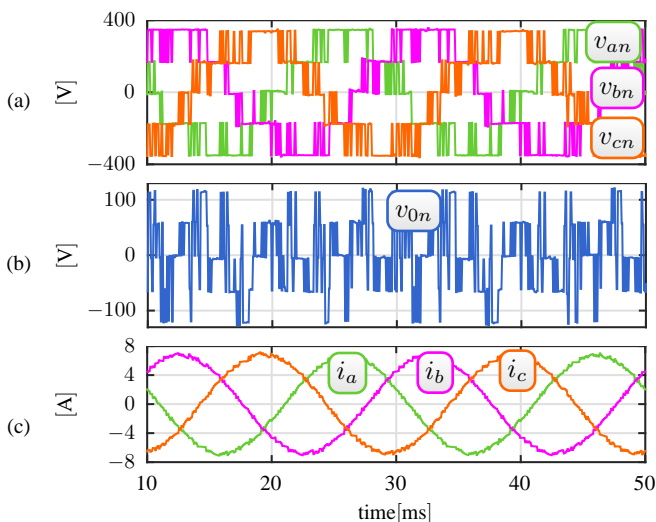 400
v_an
(a)
[V]
0
v_bn
v_cn
−400
100
v_0n
(b)
[V]
0
−100
8
4
i_a
i_b
i_c
(c)
[A]
0
−4
−8
10
20
30
40
50
time[ms]